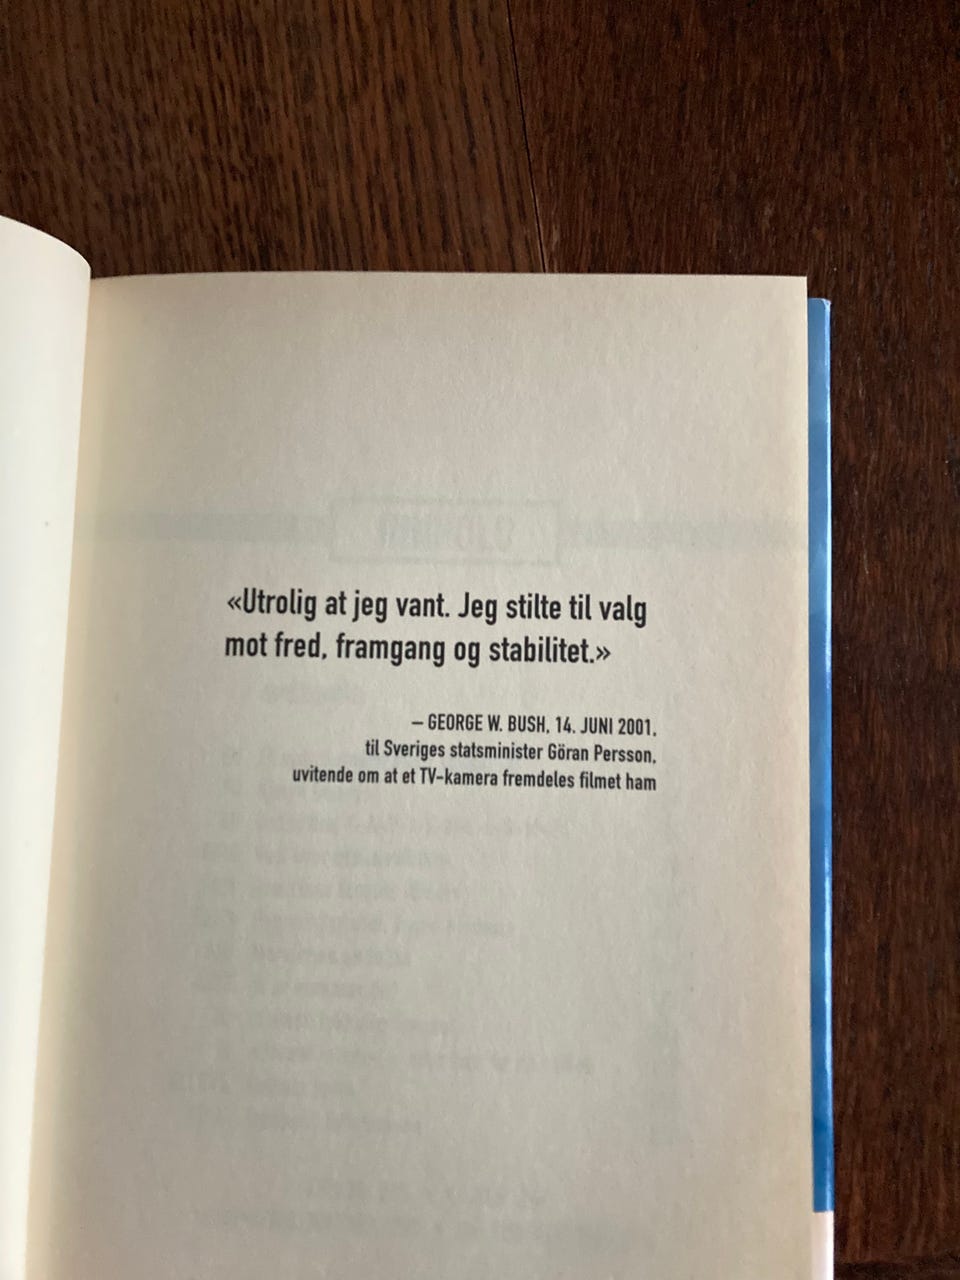 «Utrolig at jeg vant. Jeg stilte til valg
mot fred, framgang og stabilitet.»
– GEORGE W. BUSH, 14. JUNI 2001,
til Sveriges statsminister Göran Persson,
uvitende om at et TV-kamera fremdeles filmet ham